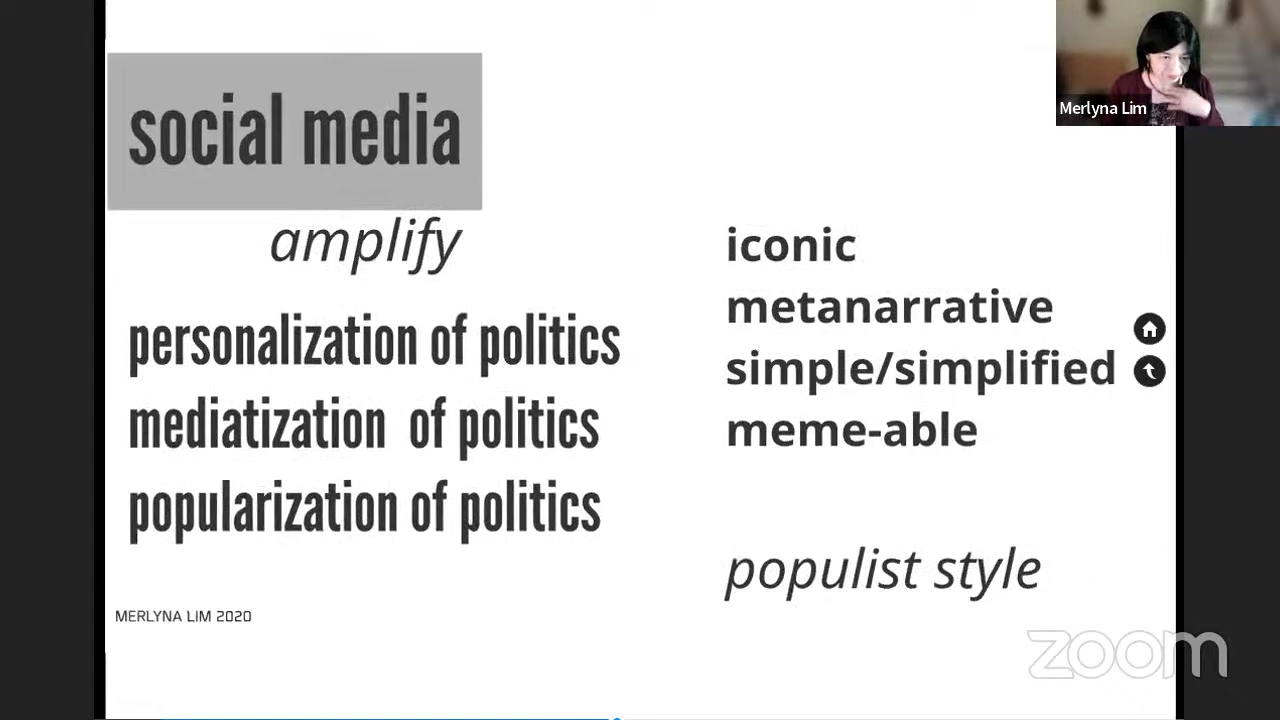 social media
amplify
personalization of politics
mediatization of politics
popularization of politics
MERLYNA LIM 2020
iconic
metanarrative
simple/simplified
meme-able
populist style
Merlyna Lim
zoom